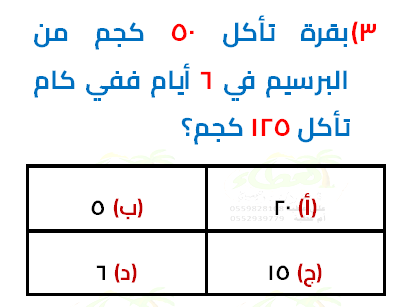 ٣) بقرة تأكل ٥٠ كجم من
البرسيم في ٦ أيام ففي كام
تأكل ١٢٥ كجم؟
(أ) ٢٠
(ب) ٥
(ج) ١٥
(د) ٦